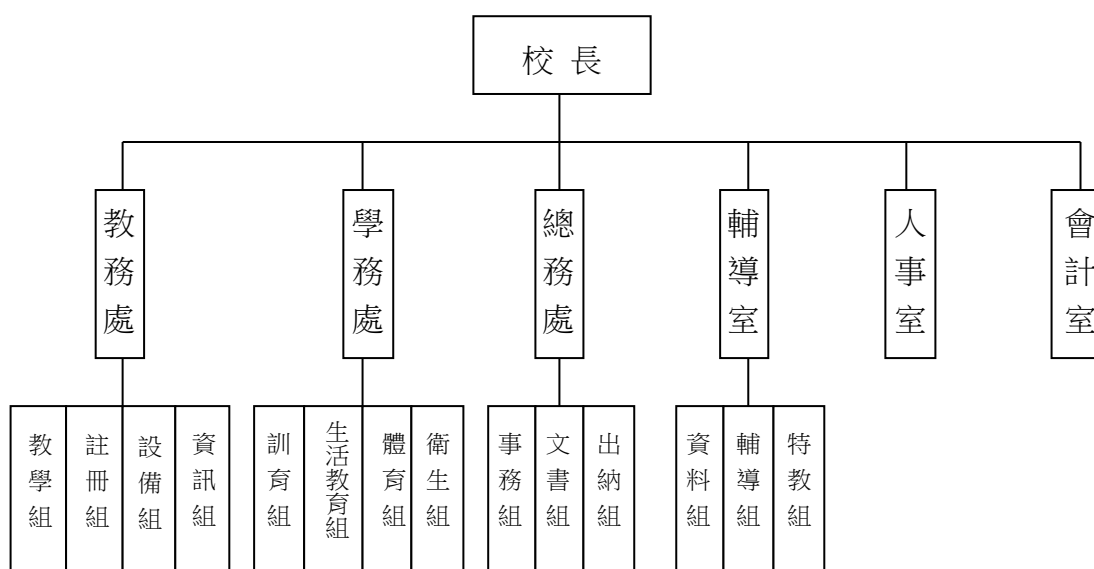 校長
教務處
學務處
總務處
輔導室
人事室
會計室
教學組
註冊組
設備組
資訊組
訓育組
生活教育組
體育組
衛生組
事務組
文書組
出納組
資料組
輔導組
特教組